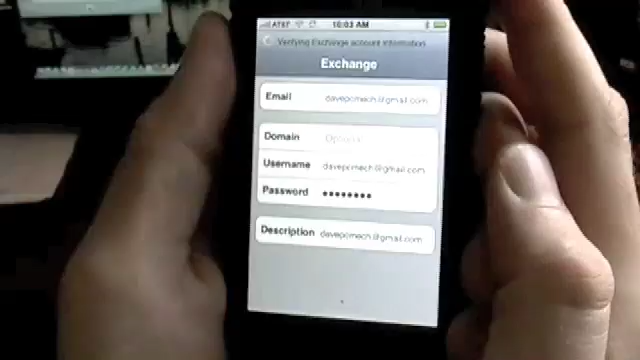 AT&T 10:03 AM
Verifying Exchange account information
Exchange
Email davepcmech@gmail.com
Domain Optional
Username davepcmech@gmail.com
Password ••••••••
Description davepcmech@gmail.com